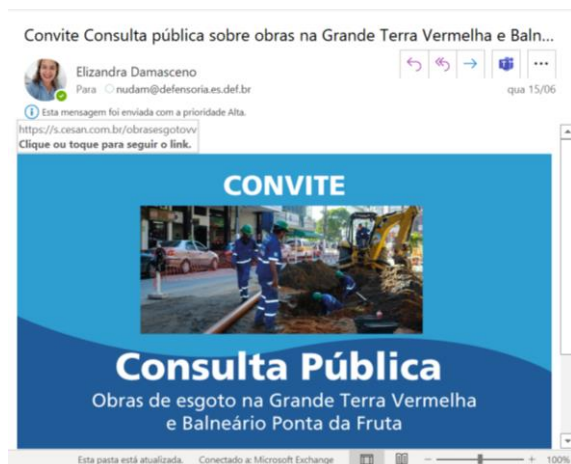 Convite Consulta pública sobre obras na Grande Terra Vermelha e Baln...
Elizandra Damasceno
Para nudam@defensoria.es.def.br
qua 15/06
Esta mensagem foi enviada com a prioridade Alta.
https://s.cesan.com.br/obrasesgotovv
Clique ou toque para seguir o link.
CONVITE
Consulta Pública
Obras de esgoto na Grande Terra Vermelha
e Balneário Ponta da Fruta
Esta pasta está atualizada. Conectado a: Microsoft Exchange 100%